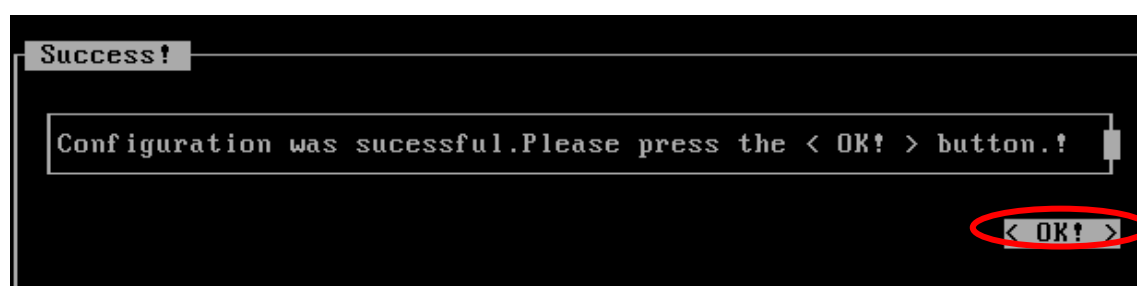 Success!
Configuration was sucessful.Please press the < OK! > button.!
< OK! >